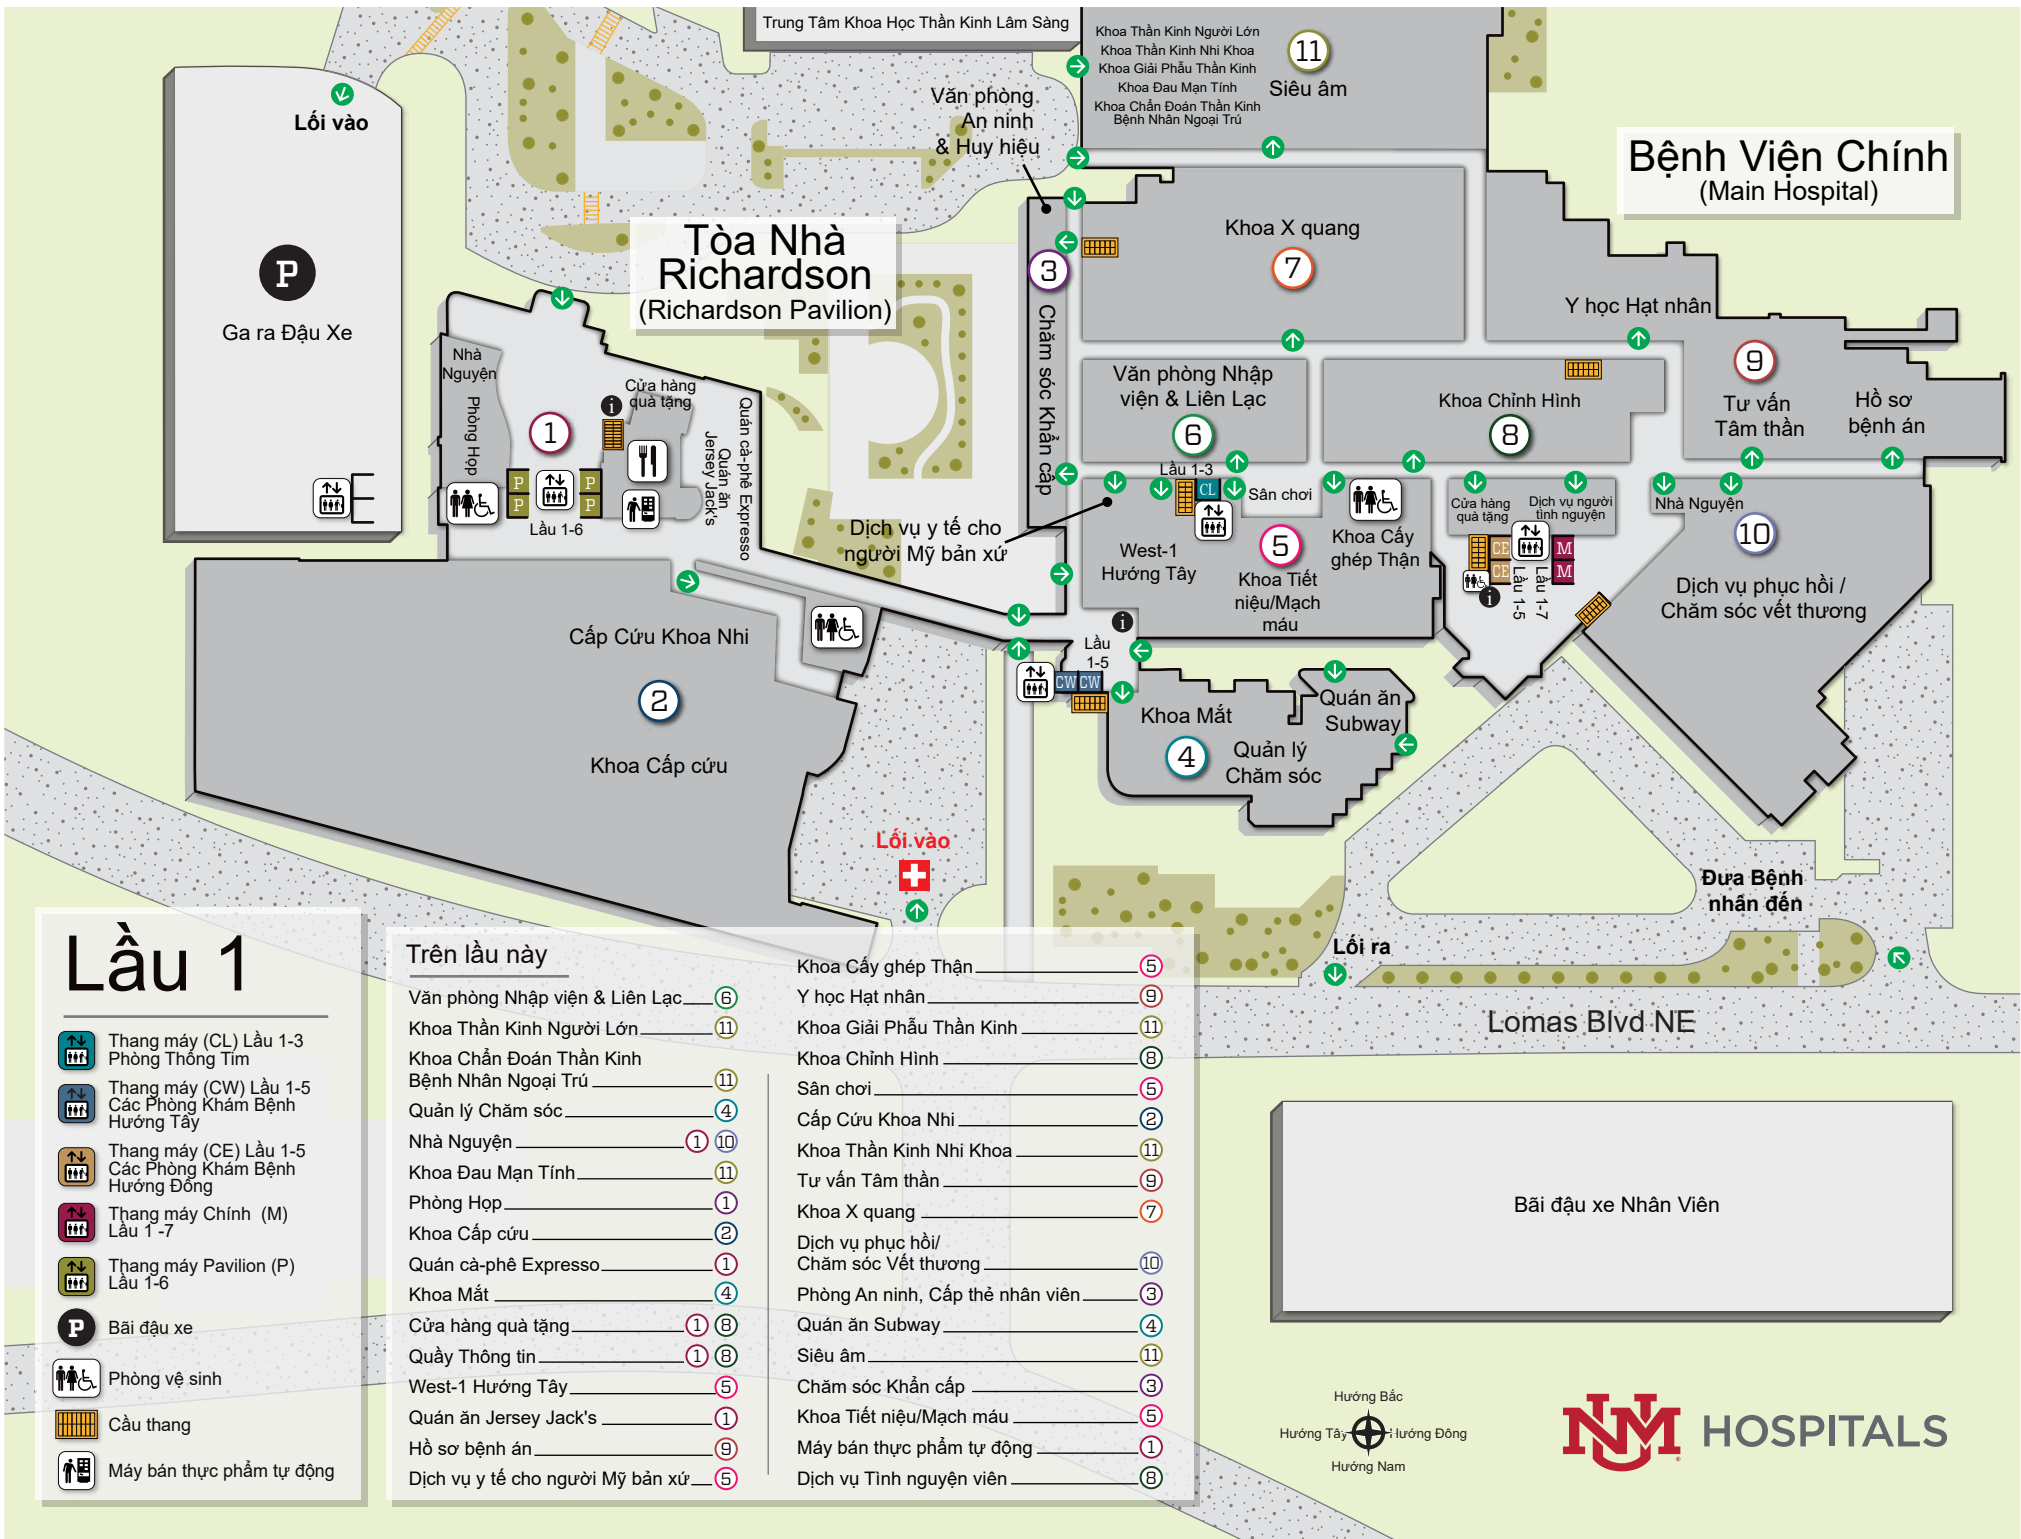 Trung Tâm Khoa Học Thần Kinh Lâm Sàng
Khoa Thần Kinh Người Lớn
Khoa Thần Kinh Nhi Khoa
Khoa Giải Phẫu Thần Kinh
Khoa Đau Mạn Tính
Khoa Chẩn Đoán Thần Kinh
Bệnh Nhân Ngoại Trú
11
Siêu âm
Lối vào
P
Ga ra Đậu Xe
Văn phòng
An ninh
& Huy hiệu
Bệnh Viện Chính
(Main Hospital)
Tòa Nhà
Richardson
(Richardson Pavilion)
3
Chăm sóc Khẩn cấp
Khoa X quang
7
Y học Hạt nhân
9
Tư vấn
Tâm thần
Hồ sơ
bệnh án
Nhà
Nguyện
Phòng Họp
1
i
Cửa hàng
quà tặng
Quán ăn
Jersey Jack's
Quán cà-phê Expresso
P
P
P
P
Lầu 1-6
Văn phòng Nhập
viện & Liên Lạc
6
Khoa Chỉnh Hình
8
Lầu 1-3
CL
Sân chơi
Dịch vụ y tế cho
người Mỹ bản xứ
West-1
Hướng Tây
5
Khoa Tiết
niệu/Mạch
máu
Khoa Cấy
ghép Thận
Cửa hàng
quà tặng
Dịch vụ người
tình nguyện
CE
CE
M
M
i
Lầu 1-5
Lầu 1-7
Nhà Nguyện
10
Dịch vụ phục hồi /
Chăm sóc vết thương
Cấp Cứu Khoa Nhi
2
Khoa Cấp cứu
i
Lầu
1-5
CW
CW
Khoa Mắt
4
Quản lý
Chăm sóc
Quán ăn
Subway
Lối vào
Đưa Bệnh
nhân đến
Lối ra
Lomas Blvd NE
Bãi đậu xe Nhân Viên
Lầu 1
Thang máy (CL) Lầu 1-3
Phòng Thông Tim
Thang máy (CW) Lầu 1-5
Các Phòng Khám Bệnh
Hướng Tây
Thang máy (CE) Lầu 1-5
Các Phòng Khám Bệnh
Hướng Đông
Thang máy Chính (M)
Lầu 1 -7
Thang máy Pavilion (P)
Lầu 1-6
P Bãi đậu xe
Phòng vệ sinh
Cầu thang
Máy bán thực phẩm tự động
Trên lầu này
Văn phòng Nhập viện & Liên Lạc 6
Khoa Thần Kinh Người Lớn 11
Khoa Chẩn Đoán Thần Kinh
Bệnh Nhân Ngoại Trú 11
Quản lý Chăm sóc 4
Nhà Nguyện 1 10
Khoa Đau Mạn Tính 11
Phòng Họp 1
Khoa Cấp cứu 2
Quán cà-phê Expresso 1
Khoa Mắt 4
Cửa hàng quà tặng 1 8
Quầy Thông tin 1 8
West-1 Hướng Tây 5
Quán ăn Jersey Jack's 1
Hồ sơ bệnh án 9
Dịch vụ y tế cho người Mỹ bản xứ 5
Khoa Cấy ghép Thận 5
Y học Hạt nhân 9
Khoa Giải Phẫu Thần Kinh 11
Khoa Chỉnh Hình 8
Sân chơi 5
Cấp Cứu Khoa Nhi 2
Khoa Thần Kinh Nhi Khoa 11
Tư vấn Tâm thần 9
Khoa X quang 7
Dịch vụ phục hồi/
Chăm sóc Vết thương 10
Phòng An ninh, Cấp thẻ nhân viên 3
Quán ăn Subway 4
Siêu âm 11
Chăm sóc Khẩn cấp 3
Khoa Tiết niệu/Mạch máu 5
Máy bán thực phẩm tự động 1
Dịch vụ Tình nguyện viên 8
Hướng Bắc
Hướng Tây
Hướng Đông
Hướng Nam
UNM HOSPITALS